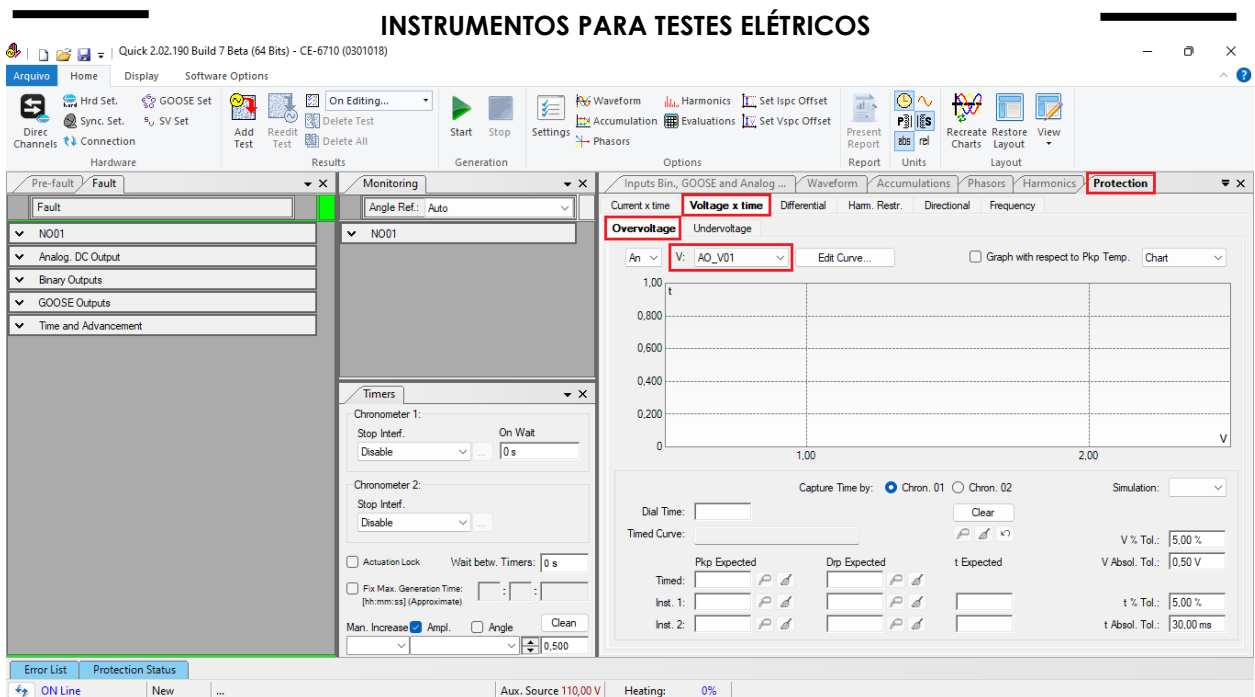 INSTRUMENTOS PARA TESTES ELÉTRICOS
Quick 2.02.190 Build 7 Beta (64 Bits) - CE-6710 (0301018)
Arquivo Home Display Software Options
Direc Channels
Hrd Set. GOOSE Set
Sync. Set. SV Set
Connection
Hardware
Add Test
Reedit Test
On Editing...
Delete Test
Delete All
Results
Start Stop
Generation
Settings
Waveform Harmonics Set Ispc Offset
Accumulation Evaluations Set Vspc Offset
Phasors
Options
Present Report
Report
abs rel
Units
Recreate Charts
Restore Layout
View
Layout
Pre-fault Fault
Fault
NO01
Analog. DC Output
Binary Outputs
GOOSE Outputs
Time and Advancement
Monitoring
Angle Ref.: Auto
NO01
Timers
Chronometer 1:
Stop Interf. On Wait
Disable ... 0 s
Chronometer 2:
Stop Interf.
Disable ...
Actuation Lock Wait betw. Timers: 0 s
Fix Max. Generation Time: : :
[hh:mm:ss] (Approximate)
Man. Increase Ampl. Angle Clean
0,500
Inputs Bin., GOOSE and Analog ... Waveform Accumulations Phasors Harmonics Protection
Current x time Voltage x time Differential Harm. Restr. Directional Frequency
Overvoltage Undervoltage
An V: AO_V01 Edit Curve... Graph with respect to Pkp Temp. Chart
1,00
t
0,800
0,600
0,400
0,200
0
V
1,00 2,00
Capture Time by: Chron. 01 Chron. 02 Simulation:
Dial Time: Clear
Timed Curve:
V % Tol.: 5,00 %
Pkp Expected Drp Expected t Expected V Absol. Tol.: 0,50 V
Timed:
Inst. 1: t % Tol.: 5,00 %
Inst. 2: t Absol. Tol.: 30,00 ms
Error List Protection Status
ON Line New ... Aux. Source 110,00 V Heating: 0%